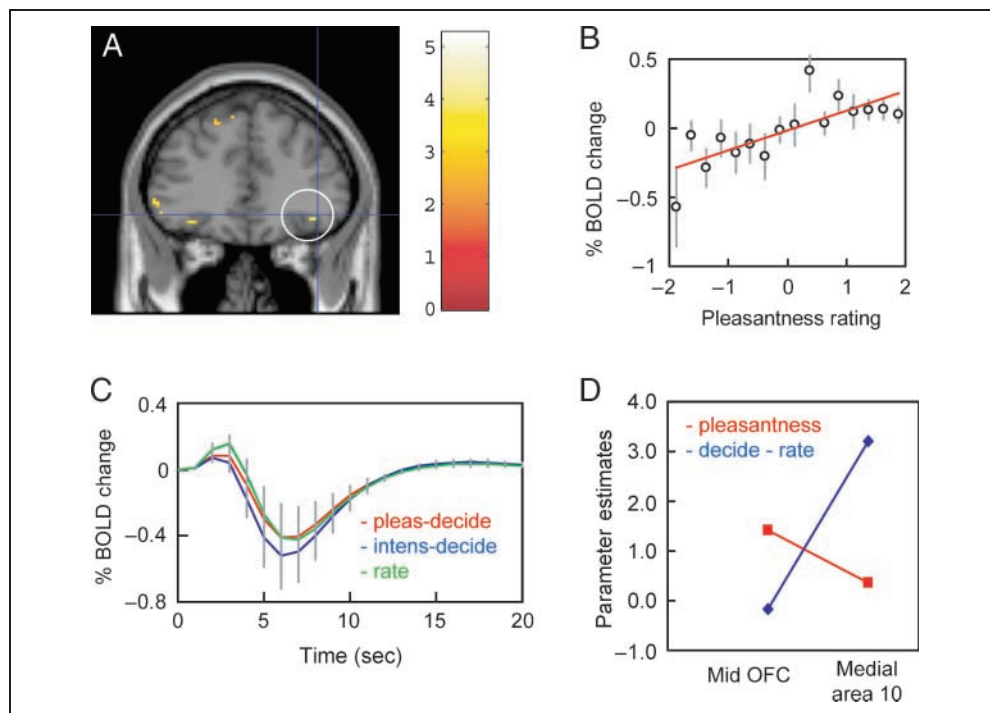 A
5
4
3
2
1
0
B
0.5
0
−0.5
−1
% BOLD change
−2 −1 0 1 2
Pleasantness rating
C
0.4
0
−0.4
−0.8
% BOLD change
- pleas-decide
- intens-decide
- rate
0 5 10 15 20
Time (sec)
D
4.0
3.0
2.0
1.0
0.0
−1.0
Parameter estimates
- pleasantness
- decide - rate
Mid OFC
Medial
area 10